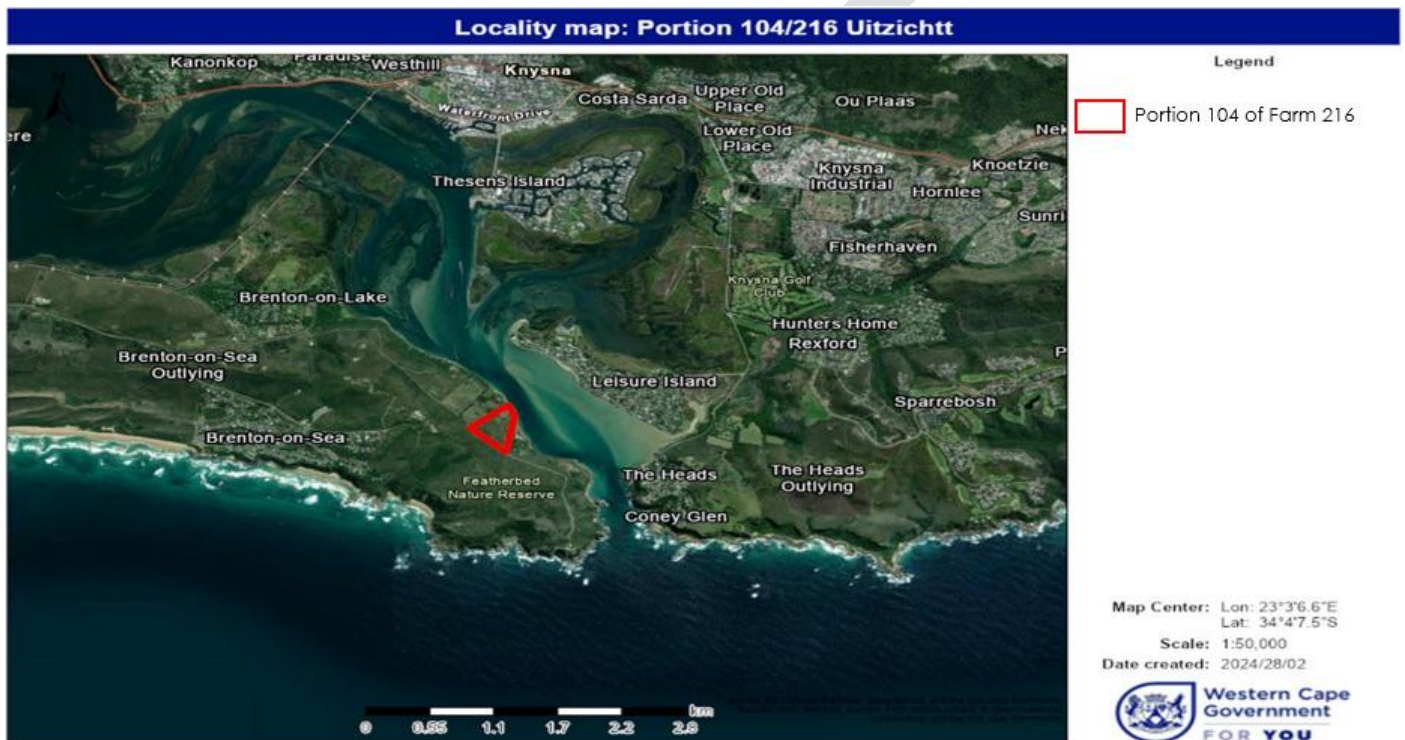 Locality map: Portion 104/216 Uitzichtt
Legend
Portion 104 of Farm 216
N
Kanonkop
Paradise
Westhill
Knysna
Waterfront Drive
Costa Sarda
Upper Old
Place
Ou Plaas
ere
Lower Old
Place
Nek
Knysna
Industrial
Knoetzie
Thesens Island
Hornlee
Sunri
Fisherhaven
Knysna Golf
Club
Brenton-on-Lake
Hunters Home
Rexford
P
Brenton-on-Sea
Outlying
Leisure Island
Sparrebosh
Brenton-on-Sea
Featherbed
Nature Reserve
The Heads
The Heads
Outlying
Coney Glen
km
0 0.55 1.1 1.7 2.2 2.8
Map Center: Lon: 23°3'6.6"E
Lat: 34°4'7.5"S
Scale: 1:50,000
Date created: 2024/28/02
Western Cape
Government
FOR YOU